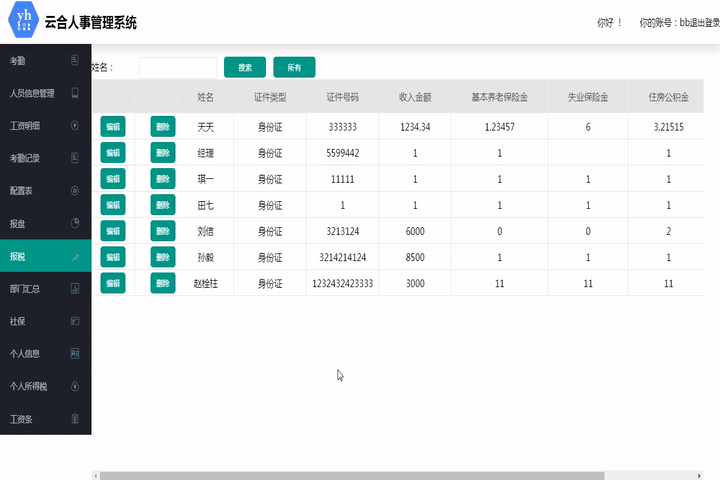 yh 云合人事管理系统 你好 ! 你的账号：bb退出登录
考勤
人员信息管理
工资明细
考勤记录
配置表
报盘
报税
部门汇总
社保
个人信息
个人所得税
工资条
姓名： 搜索 所有
姓名 证件类型 证件号码 收入金额 基本养老保险金 失业保险金 住房公积金
编辑 删除 天天 身份证 333333 1234.34 1.23457 6 3.21515
编辑 删除 经理 身份证 5599442 1 1 1
编辑 删除 琪一 身份证 11111 1 1 1 1
编辑 删除 田七 身份证 1 1 1 1 1
编辑 删除 刘信 身份证 3213124 6000 0 0 2
编辑 删除 孙毅 身份证 3214214124 8500 1 1 1
编辑 删除 赵栓柱 身份证 1232432423333 3000 11 11 11